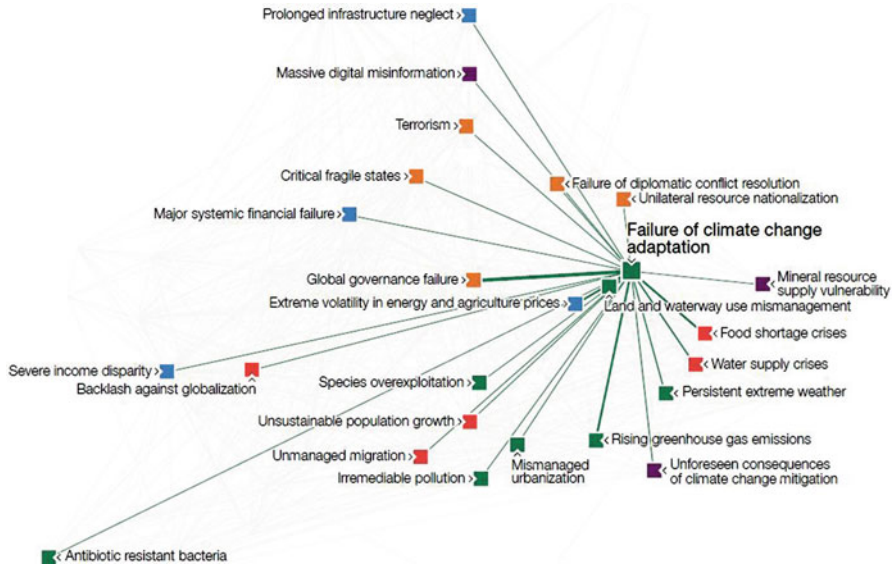 Prolonged infrastructure neglect
Massive digital misinformation
Terrorism
Critical fragile states
Failure of diplomatic conflict resolution
Unilateral resource nationalization
Major systemic financial failure
Failure of climate change
adaptation
Global governance failure
Mineral resource
supply vulnerability
Extreme volatility in energy and agriculture prices
Land and waterway use mismanagement
Food shortage crises
Water supply crises
Severe income disparity
Backlash against globalization
Species overexploitation
Persistent extreme weather
Unsustainable population growth
Rising greenhouse gas emissions
Unmanaged migration
Mismanaged
urbanization
Irremediable pollution
Unforeseen consequences
of climate change mitigation
Antibiotic resistant bacteria